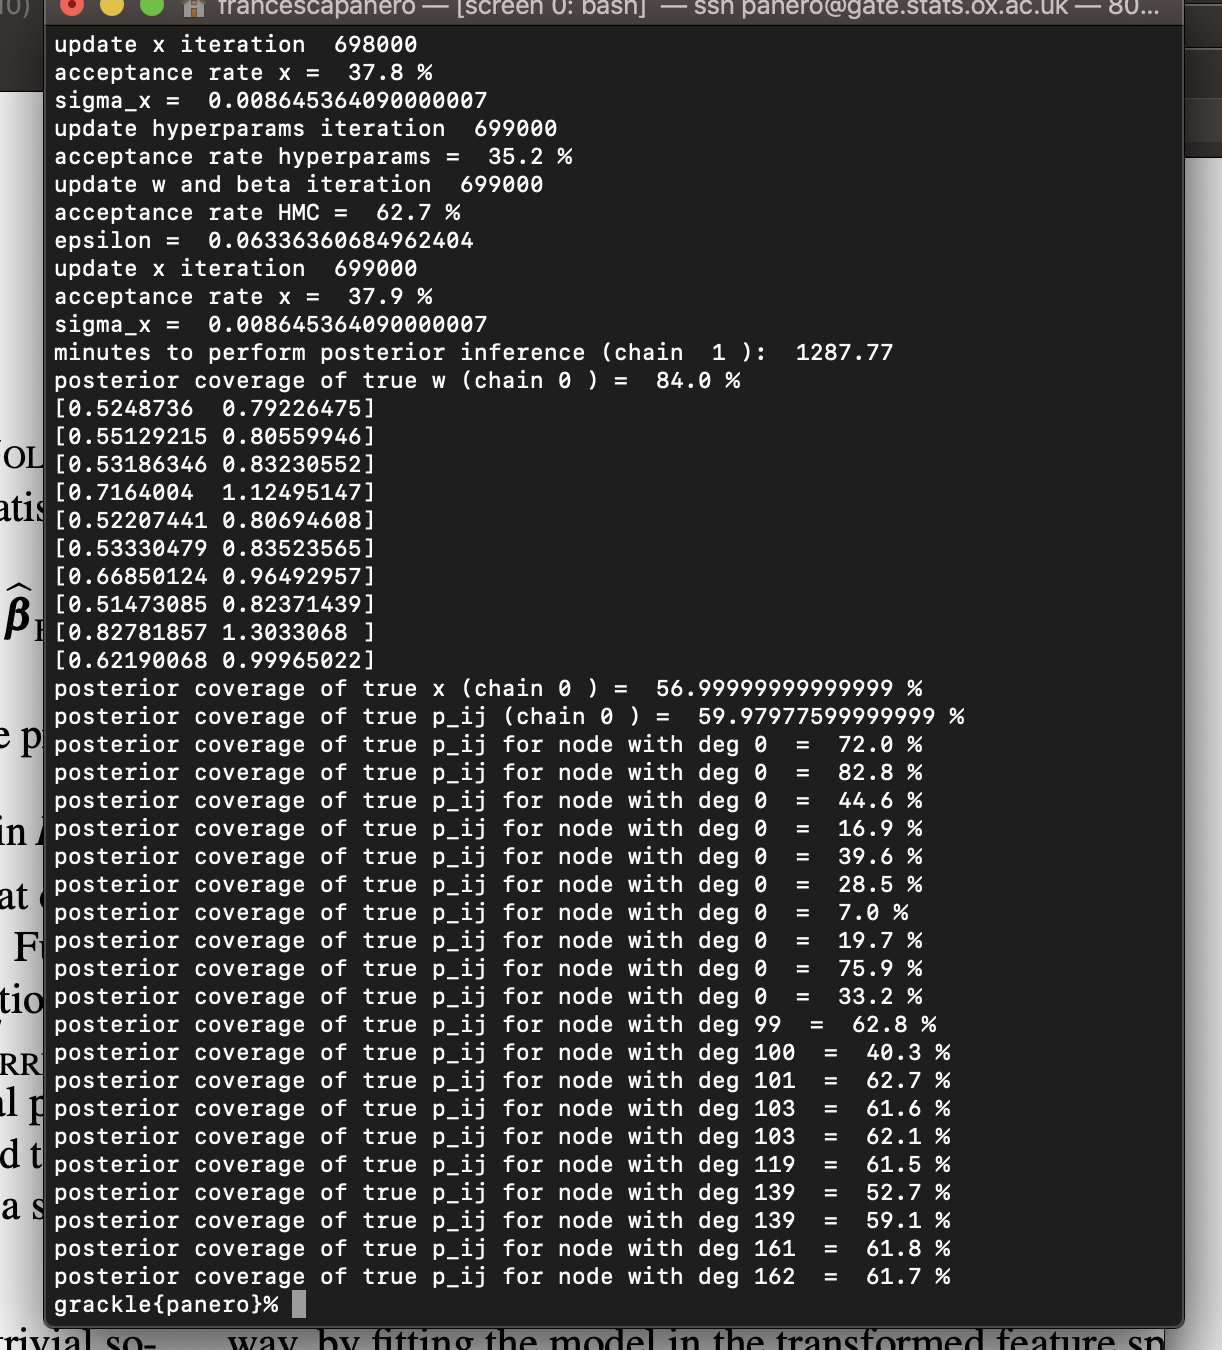 10)
francescapanero — [screen 0: bash] — ssh panero@gate.stats.ox.ac.uk — 80...
update x iteration  698000
acceptance rate x =  37.8 %
sigma_x =  0.008645364090000007
update hyperparams iteration  699000
acceptance rate hyperparams =  35.2 %
update w and beta iteration  699000
acceptance rate HMC =  62.7 %
epsilon =  0.06336360684962404
update x iteration  699000
acceptance rate x =  37.9 %
sigma_x =  0.008645364090000007
minutes to perform posterior inference (chain  1 ):  1287.77
posterior coverage of true w (chain 0 ) =  84.0 %
[0.5248736  0.79226475]
[0.55129215 0.80559946]
[0.53186346 0.83230552]
[0.7164004  1.12495147]
[0.52207441 0.80694608]
[0.53330479 0.83523565]
[0.66850124 0.96492957]
[0.51473085 0.82371439]
[0.82781857 1.3033068 ]
[0.62190068 0.99965022]
posterior coverage of true x (chain 0 ) =  56.99999999999999 %
posterior coverage of true p_ij (chain 0 ) =  59.97977599999999 %
posterior coverage of true p_ij for node with deg 0  =  72.0 %
posterior coverage of true p_ij for node with deg 0  =  82.8 %
posterior coverage of true p_ij for node with deg 0  =  44.6 %
posterior coverage of true p_ij for node with deg 0  =  16.9 %
posterior coverage of true p_ij for node with deg 0  =  39.6 %
posterior coverage of true p_ij for node with deg 0  =  28.5 %
posterior coverage of true p_ij for node with deg 0  =  7.0 %
posterior coverage of true p_ij for node with deg 0  =  19.7 %
posterior coverage of true p_ij for node with deg 0  =  75.9 %
posterior coverage of true p_ij for node with deg 0  =  33.2 %
posterior coverage of true p_ij for node with deg 99  =  62.8 %
posterior coverage of true p_ij for node with deg 100  =  40.3 %
posterior coverage of true p_ij for node with deg 101  =  62.7 %
posterior coverage of true p_ij for node with deg 103  =  61.6 %
posterior coverage of true p_ij for node with deg 103  =  62.1 %
posterior coverage of true p_ij for node with deg 119  =  61.5 %
posterior coverage of true p_ij for node with deg 139  =  52.7 %
posterior coverage of true p_ij for node with deg 139  =  59.1 %
posterior coverage of true p_ij for node with deg 161  =  61.8 %
posterior coverage of true p_ij for node with deg 162  =  61.7 %
grackle{panero}%
trivial so- way, by fitting the model in the transformed feature sp